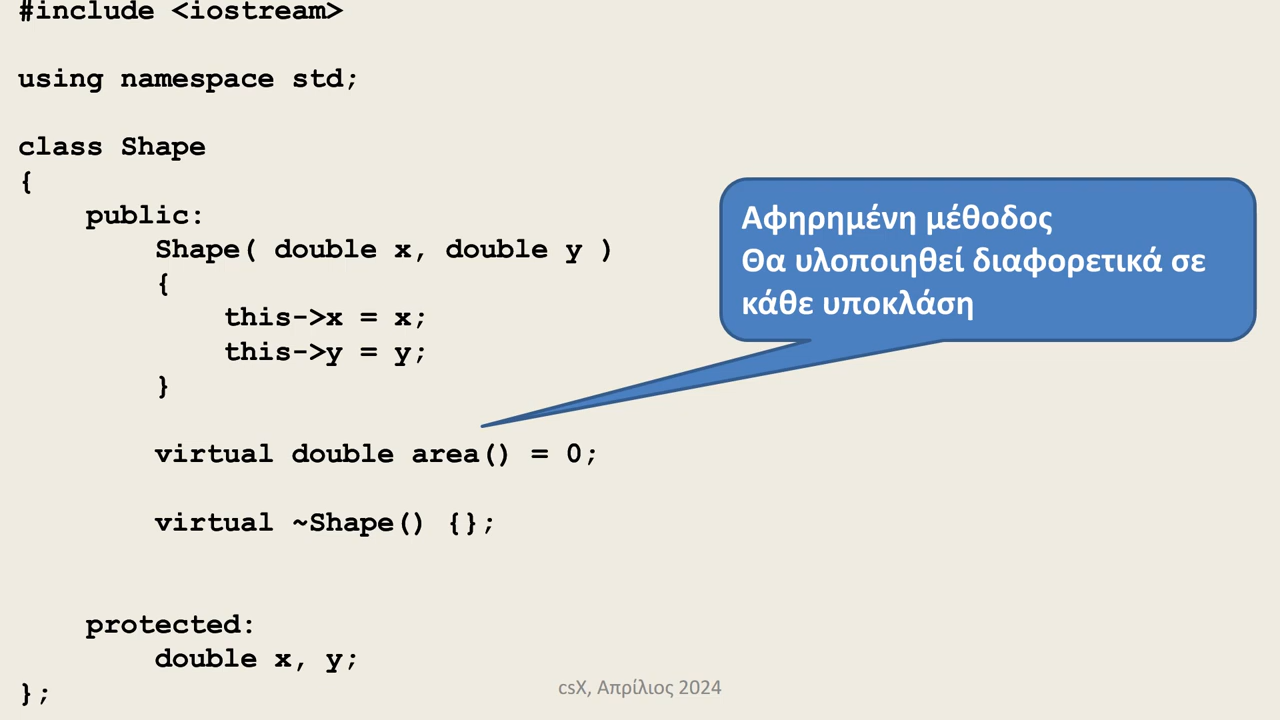 #include <iostream>
using namespace std;
class Shape
{
public:
Shape( double x, double y )
{
this->x = x;
this->y = y;
}
virtual double area() = 0;
virtual ~Shape() {};
protected:
double x, y;
};
Αφηρημένη μέθοδος
Θα υλοποιηθεί διαφορετικά σε
κάθε υποκλάση
csX, Απρίλιος 2024